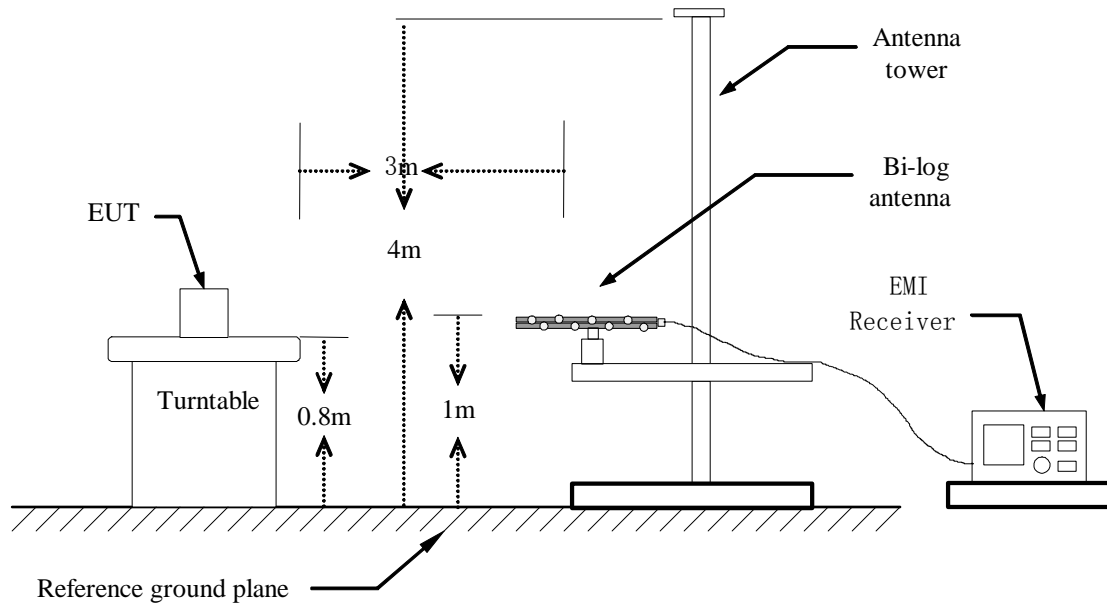 Antenna
tower
3m
Bi-log
antenna
EUT
4m
EMI
Receiver
Turntable
0.8m
1m
Reference ground plane